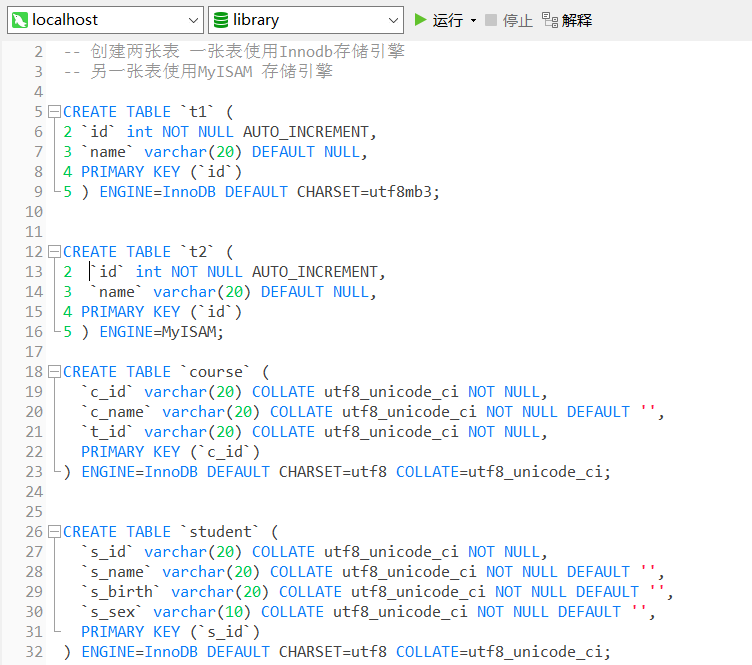 localhost library 运行 停止 解释
2 -- 创建两张表 一张表使用Innodb存储引擎
3 -- 另一张表使用MyISAM 存储引擎
4
5 CREATE TABLE `t1` (
6 2 `id` int NOT NULL AUTO_INCREMENT,
7 3 `name` varchar(20) DEFAULT NULL,
8 4 PRIMARY KEY (`id`)
9 5 ) ENGINE=InnoDB DEFAULT CHARSET=utf8mb3;
10
11
12 CREATE TABLE `t2` (
13 2  `id` int NOT NULL AUTO_INCREMENT,
14 3  `name` varchar(20) DEFAULT NULL,
15 4 PRIMARY KEY (`id`)
16 5 ) ENGINE=MyISAM;
17
18 CREATE TABLE `course` (
19   `c_id` varchar(20) COLLATE utf8_unicode_ci NOT NULL,
20   `c_name` varchar(20) COLLATE utf8_unicode_ci NOT NULL DEFAULT '',
21   `t_id` varchar(20) COLLATE utf8_unicode_ci NOT NULL,
22   PRIMARY KEY (`c_id`)
23 ) ENGINE=InnoDB DEFAULT CHARSET=utf8 COLLATE=utf8_unicode_ci;
24
25
26 CREATE TABLE `student` (
27   `s_id` varchar(20) COLLATE utf8_unicode_ci NOT NULL,
28   `s_name` varchar(20) COLLATE utf8_unicode_ci NOT NULL DEFAULT '',
29   `s_birth` varchar(20) COLLATE utf8_unicode_ci NOT NULL DEFAULT '',
30   `s_sex` varchar(10) COLLATE utf8_unicode_ci NOT NULL DEFAULT '',
31   PRIMARY KEY (`s_id`)
32 ) ENGINE=InnoDB DEFAULT CHARSET=utf8 COLLATE=utf8_unicode_ci;